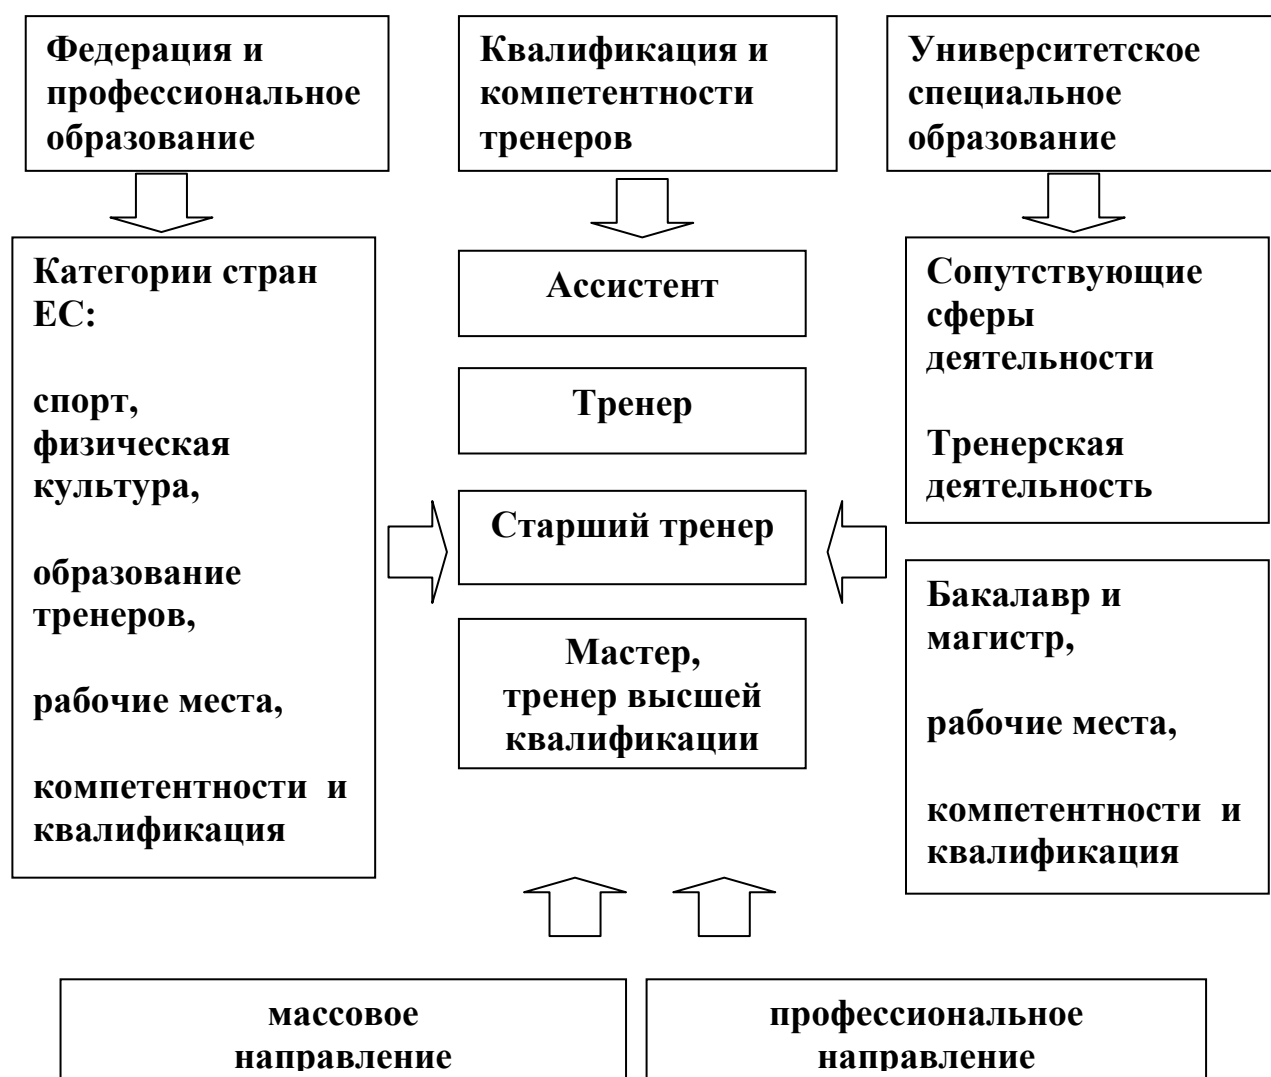 Федерация и
профессиональное
образование
Квалификация и
компетентности
тренеров
Университетское
специальное
образование
Категории стран
ЕС:
спорт,
физическая
культура,
образование
тренеров,
рабочие места,
компетентности и
квалификация
Ассистент
Тренер
Старший тренер
Мастер,
тренер высшей
квалификации
Сопутствующие
сферы
деятельности
Тренерская
деятельность
Бакалавр и
магистр,
рабочие места,
компетентности и
квалификация
массовое
направление
профессиональное
направление